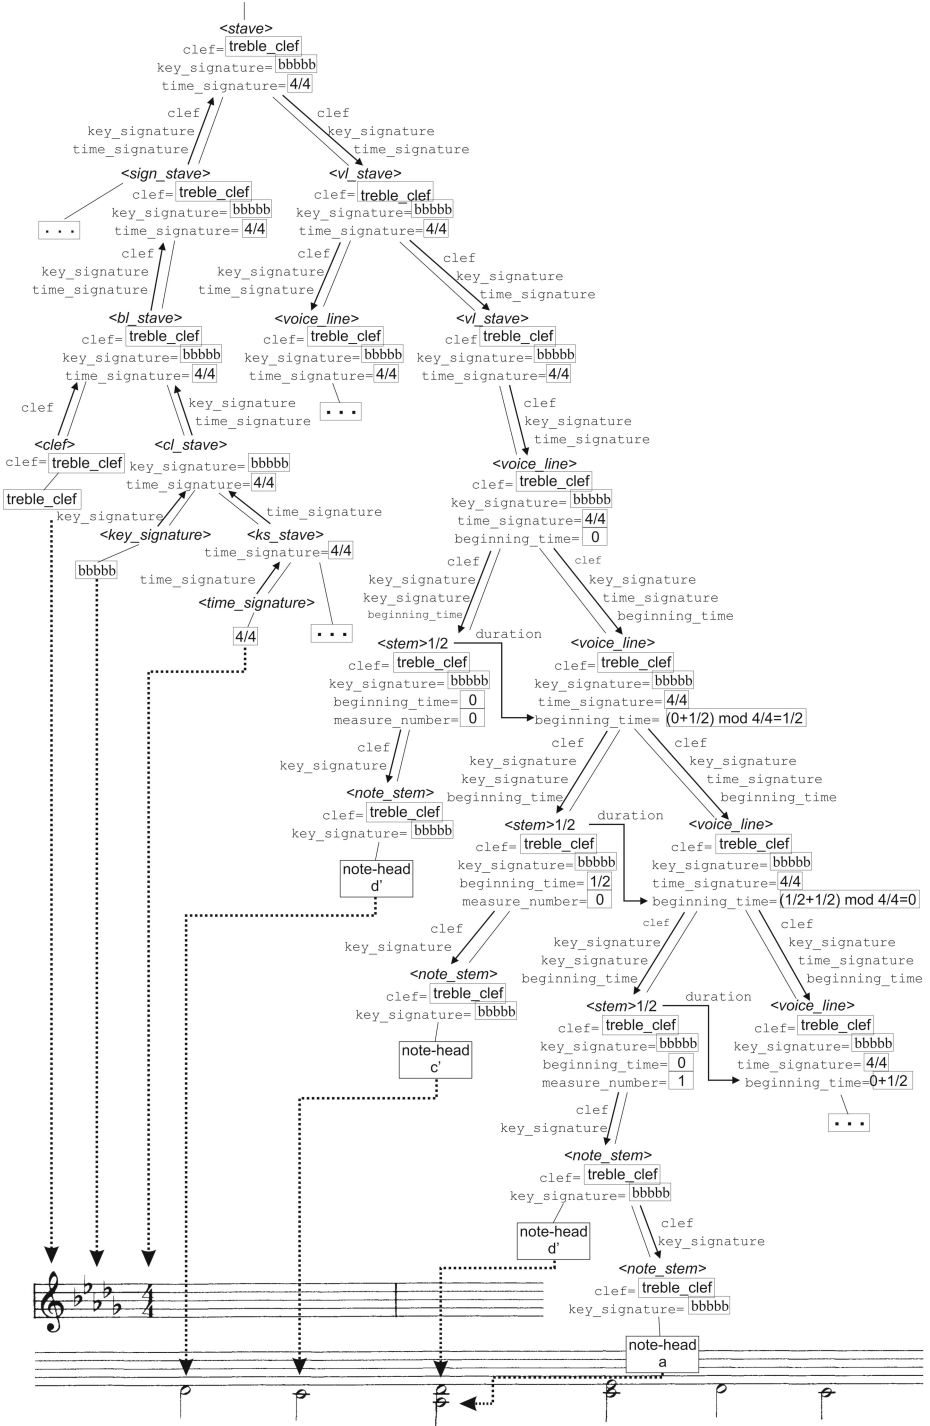 <stave>
clef= treble_clef
key_signature= bbbbb
time_signature= 4/4
clef
key_signature
time_signature
clef
key_signature
time_signature
<sign_stave>
clef= treble_clef
key_signature= bbbbb
time_signature= 4/4
. . .
<vl_stave>
clef= treble_clef
key_signature= bbbbb
time_signature= 4/4
clef
key_signature
time_signature
clef
key_signature
time_signature
clef
key_signature
time_signature
<bl_stave>
clef= treble_clef
key_signature= bbbbb
time_signature= 4/4
<voice_line>
clef= treble_clef
key_signature= bbbbb
time_signature= 4/4
. . .
<vl_stave>
clef treble_clef
key_signature= bbbbb
time_signature= 4/4
clef
key_signature
time_signature
clef
key_signature
time_signature
<clef>
clef= treble_clef
treble_clef
<cl_stave>
key_signature= bbbbb
time_signature= 4/4
key_signature
time_signature
<key_signature>
bbbbb
<ks_stave>
time_signature= 4/4
time_signature
<time_signature>
4/4
. . .
<voice_line>
clef= treble_clef
key_signature= bbbbb
time_signature= 4/4
beginning_time= 0
clef
key_signature
key_signature
beginning_time
clef
key_signature
time_signature
beginning_time
<stem>1/2
duration
clef= treble_clef
key_signature= bbbbb
beginning_time= 0
measure_number= 0
<voice_line>
clef= treble_clef
key_signature= bbbbb
time_signature= 4/4
beginning_time= (0+1/2) mod 4/4=1/2
clef
key_signature
<note_stem>
clef= treble_clef
key_signature= bbbbb
note-head
d’
clef
key_signature
key_signature
beginning_time
clef
key_signature
time_signature
beginning_time
<stem>1/2
duration
clef= treble_clef
key_signature= bbbbb
beginning_time= 1/2
measure_number= 0
<voice_line>
clef= treble_clef
key_signature= bbbbb
time_signature= 4/4
beginning_time= (1/2+1/2) mod 4/4=0
clef
key_signature
<note_stem>
clef= treble_clef
key_signature= bbbbb
note-head
c’
clef
key_signature
key_signature
beginning_time
clef
key_signature
time_signature
beginning_time
<stem>1/2
duration
clef= treble_clef
key_signature= bbbbb
beginning_time= 0
measure_number= 1
<voice_line>
clef= treble_clef
key_signature= bbbbb
time_signature= 4/4
beginning_time= 0+1/2
. . .
clef
key_signature
<note_stem>
clef= treble_clef
key_signature= bbbbb
note-head
d’
clef
key_signature
<note_stem>
clef= treble_clef
key_signature= bbbbb
note-head
a
4
4